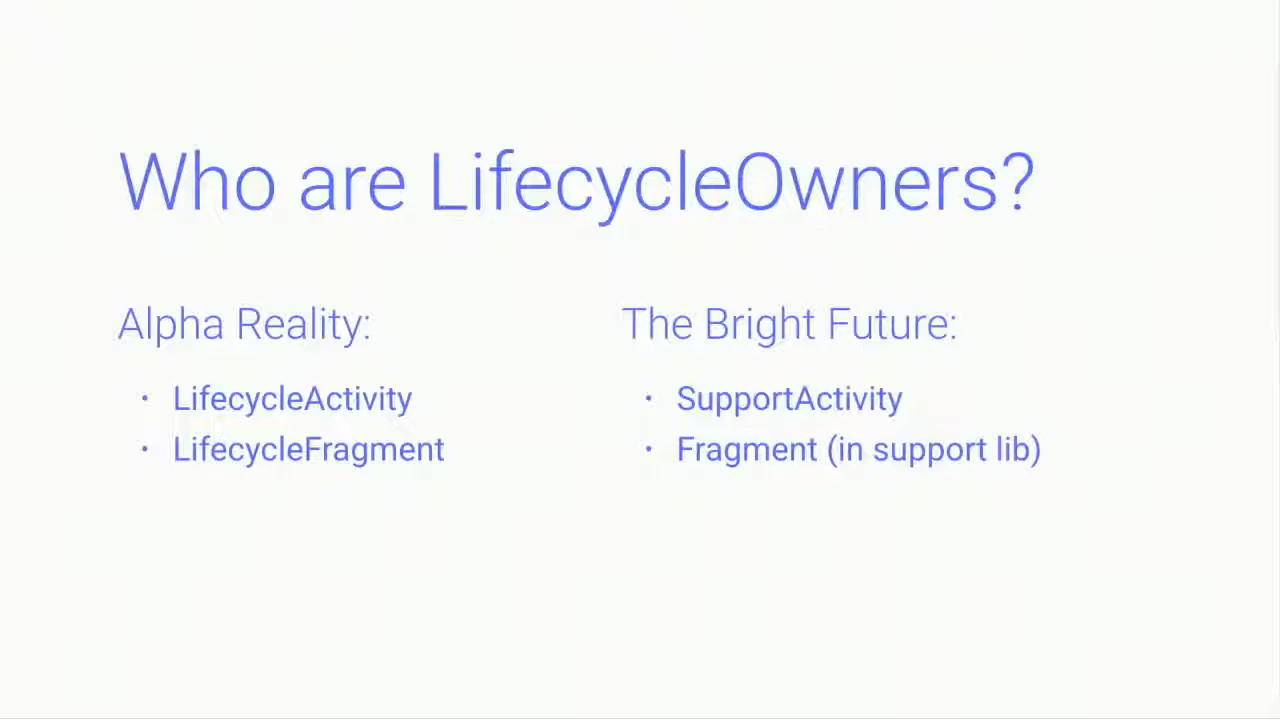 Who are LifecycleOwners?
Alpha Reality:
· LifecycleActivity
· LifecycleFragment
The Bright Future:
· SupportActivity
· Fragment (in support lib)